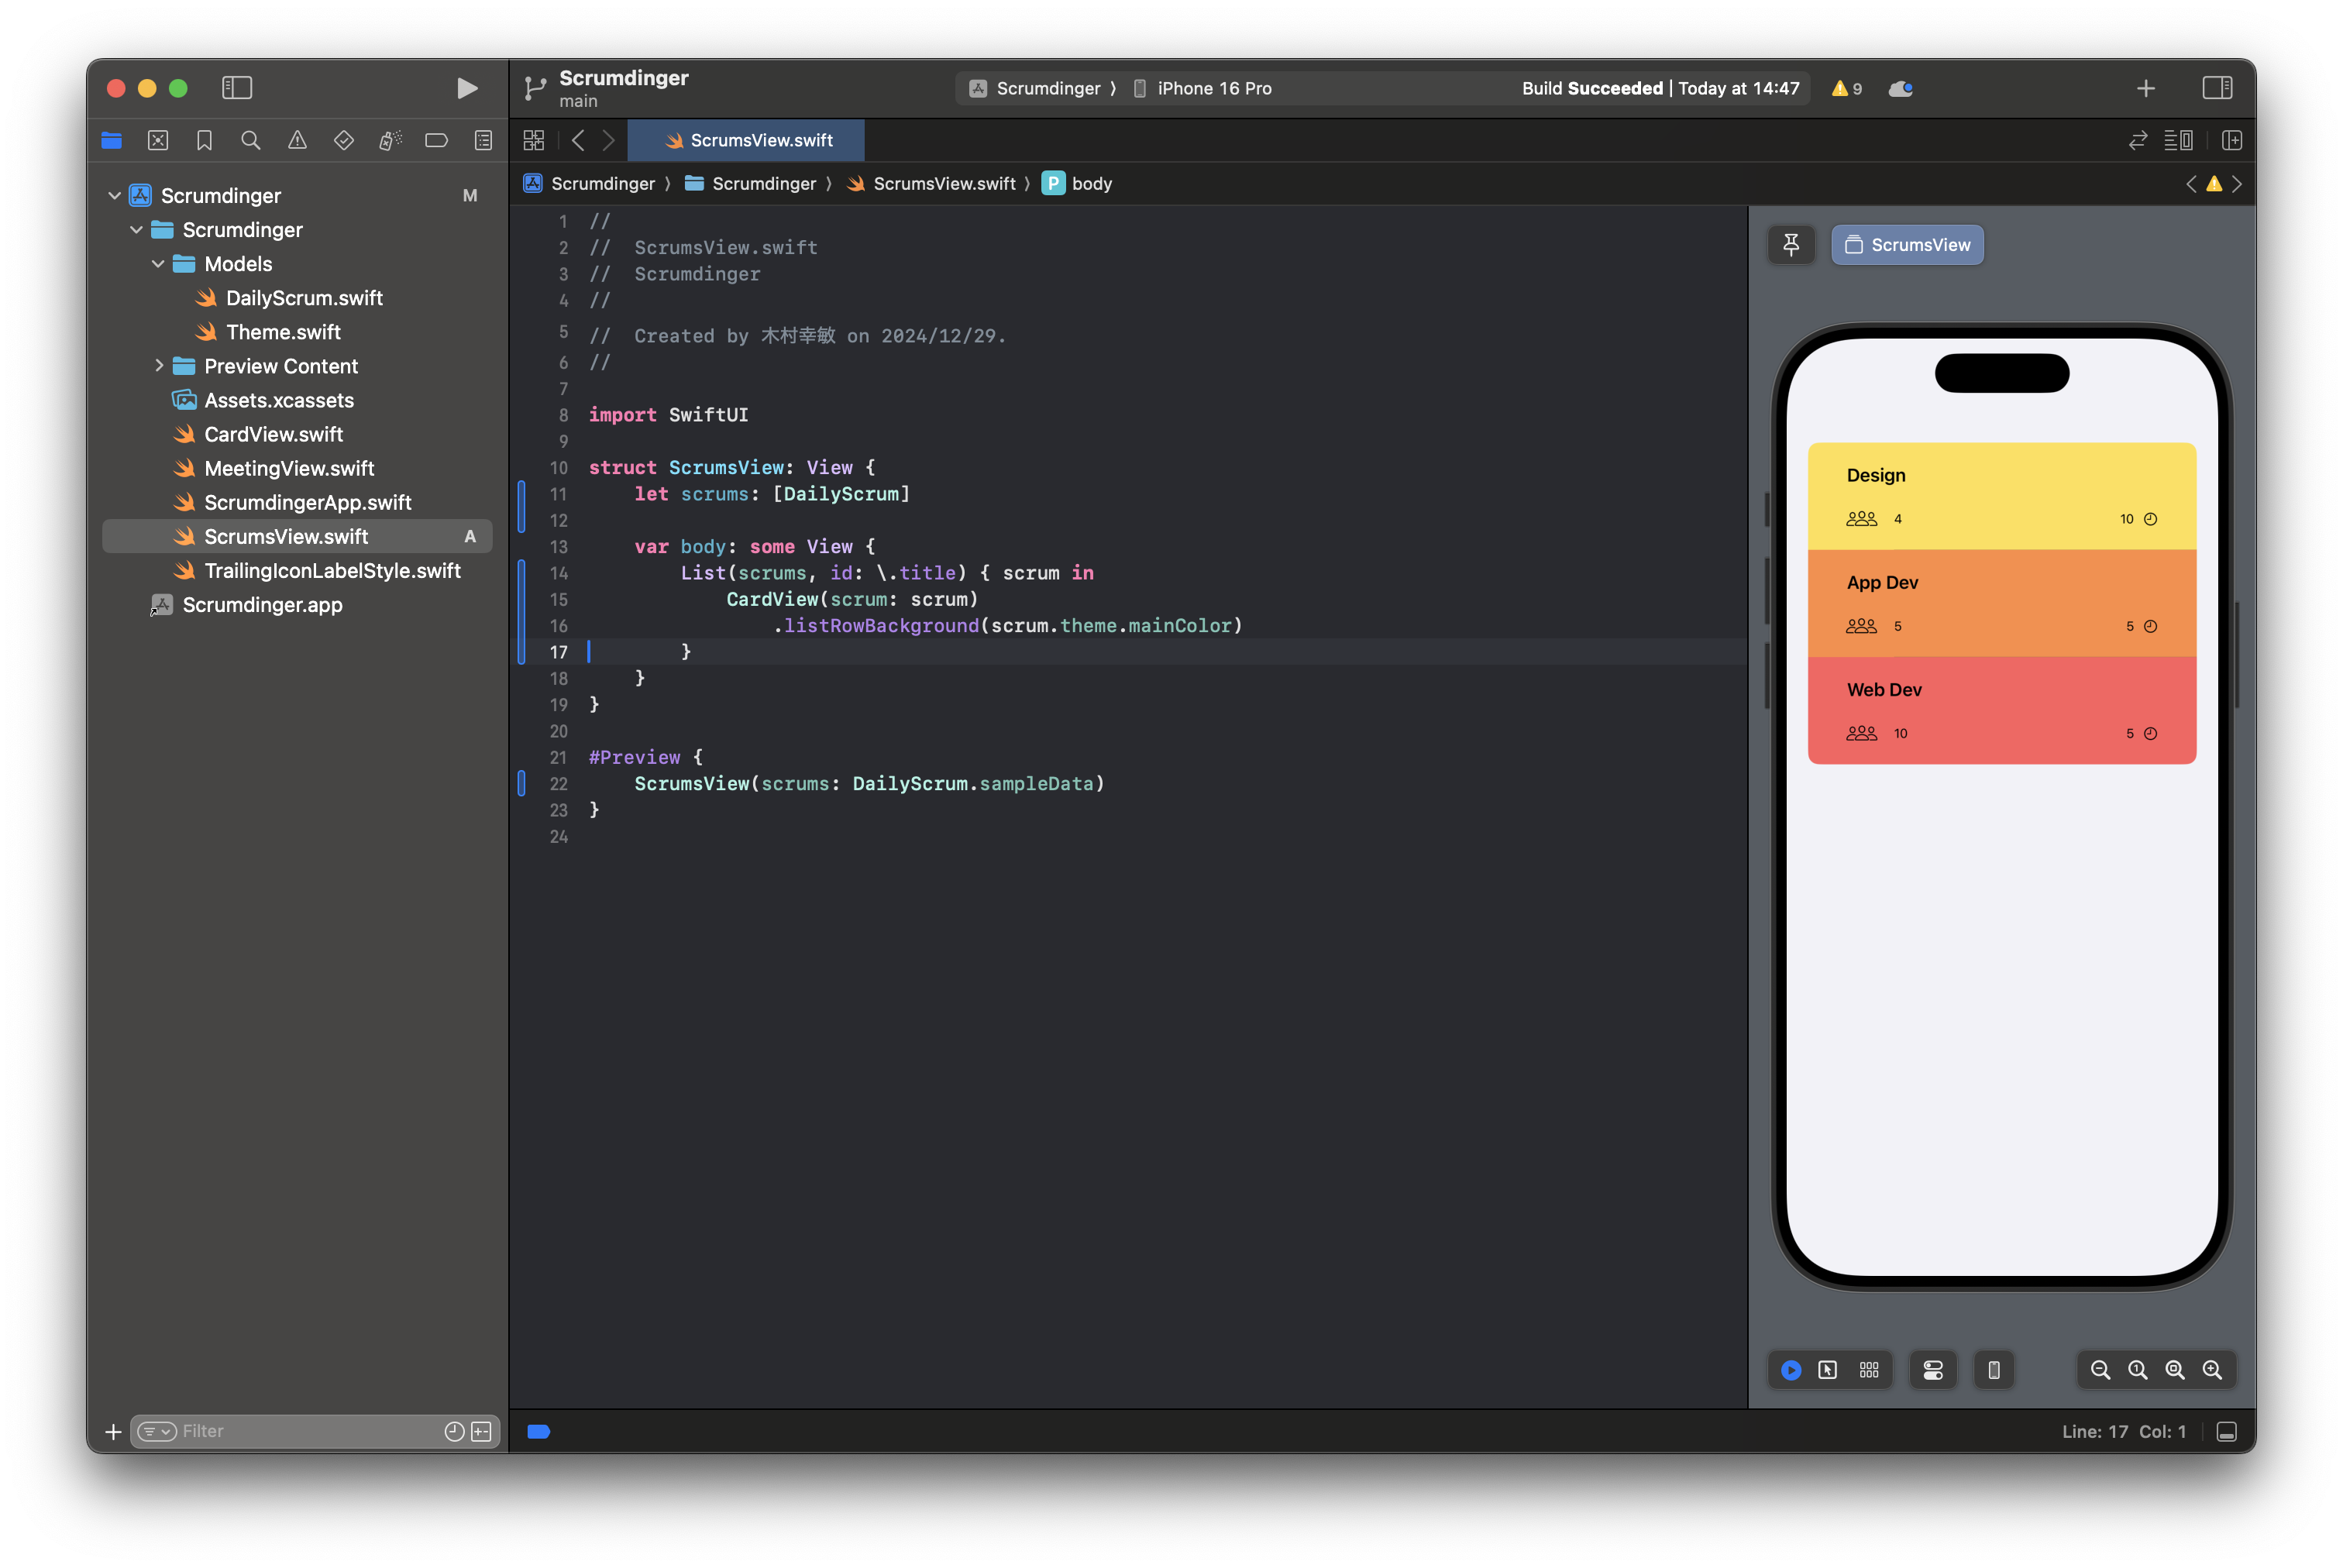 Scrumdinger
main
Scrumdinger 〉 iPhone 16 Pro
Build Succeeded | Today at 14:47
9
ScrumsView.swift
Scrumdinger 〉 Scrumdinger 〉 ScrumsView.swift 〉 P body
Scrumdinger M
Scrumdinger
Models
DailyScrum.swift
Theme.swift
Preview Content
Assets.xcassets
CardView.swift
MeetingView.swift
ScrumdingerApp.swift
ScrumsView.swift A
TrailingIconLabelStyle.swift
Scrumdinger.app
Filter
1 //
2 //  ScrumsView.swift
3 //  Scrumdinger
4 //
5 //  Created by 木村幸敏 on 2024/12/29.
6 //
7
8 import SwiftUI
9
10 struct ScrumsView: View {
11     let scrums: [DailyScrum]
12
13     var body: some View {
14         List(scrums, id: \.title) { scrum in
15             CardView(scrum: scrum)
16                 .listRowBackground(scrum.theme.mainColor)
17         }
18     }
19 }
20
21 #Preview {
22     ScrumsView(scrums: DailyScrum.sampleData)
23 }
24
ScrumsView
Design
4 10
App Dev
5 5
Web Dev
10 5
Line: 17 Col: 1